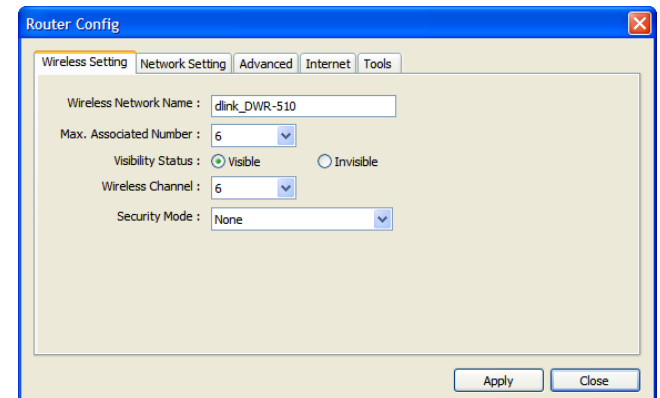 Router Config
Wireless Setting Network Setting Advanced Internet Tools
Wireless Network Name : dlink_DWR-510
Max. Associated Number : 6
Visibility Status : Visible Invisible
Wireless Channel : 6
Security Mode : None
Apply Close